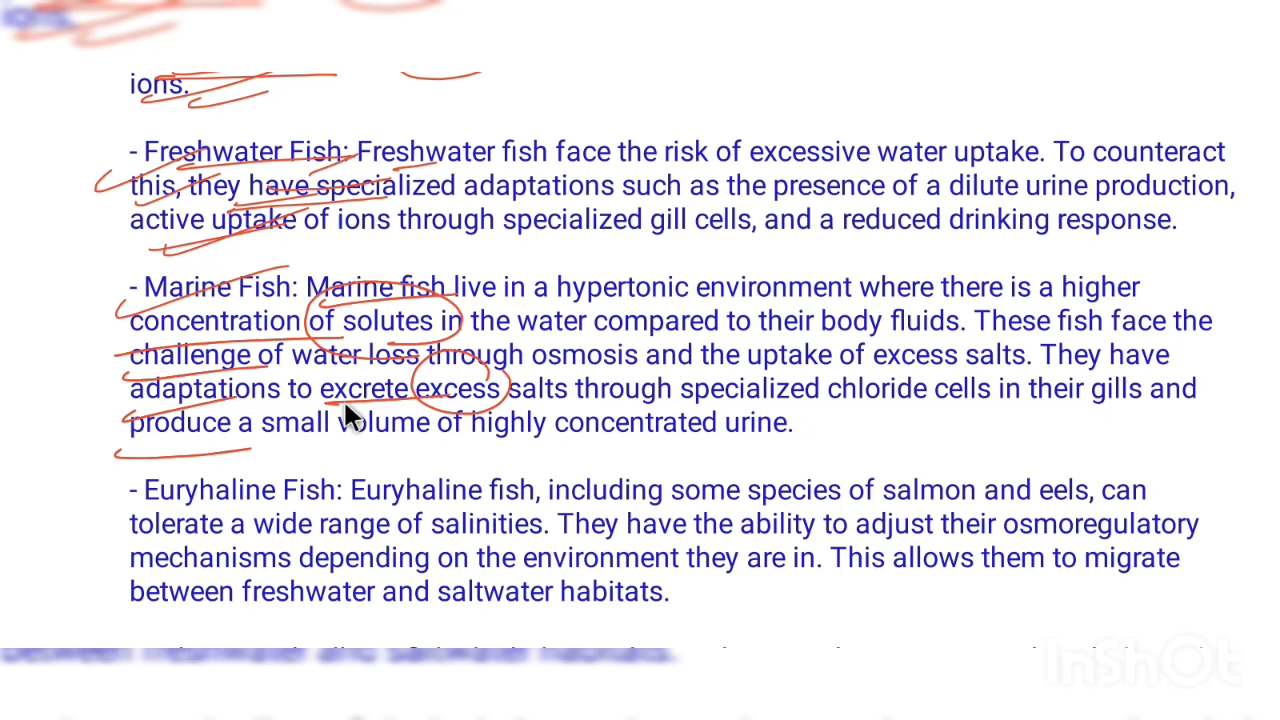 ions.
ions.
- Freshwater Fish: Freshwater fish face the risk of excessive water uptake. To counteract
this, they have specialized adaptations such as the presence of a dilute urine production,
active uptake of ions through specialized gill cells, and a reduced drinking response.
- Marine Fish: Marine fish live in a hypertonic environment where there is a higher
concentration of solutes in the water compared to their body fluids. These fish face the
challenge of water loss through osmosis and the uptake of excess salts. They have
adaptations to excrete excess salts through specialized chloride cells in their gills and
produce a small volume of highly concentrated urine.
- Euryhaline Fish: Euryhaline fish, including some species of salmon and eels, can
tolerate a wide range of salinities. They have the ability to adjust their osmoregulatory
mechanisms depending on the environment they are in. This allows them to migrate
between freshwater and saltwater habitats.
between freshwater and saltwater habitats.
InShOt